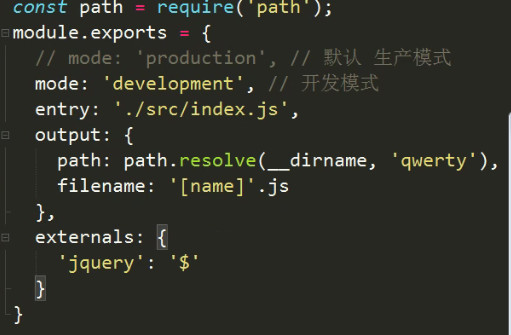 const path = require('path');
module.exports = {
  // mode: 'production', // 默认 生产模式
  mode: 'development', // 开发模式
  entry: './src/index.js',
  output: {
    path: path.resolve(__dirname, 'qwerty'),
    filename: '[name]'.js
  },
  externals: {
    'jquery': '$'
  }
}